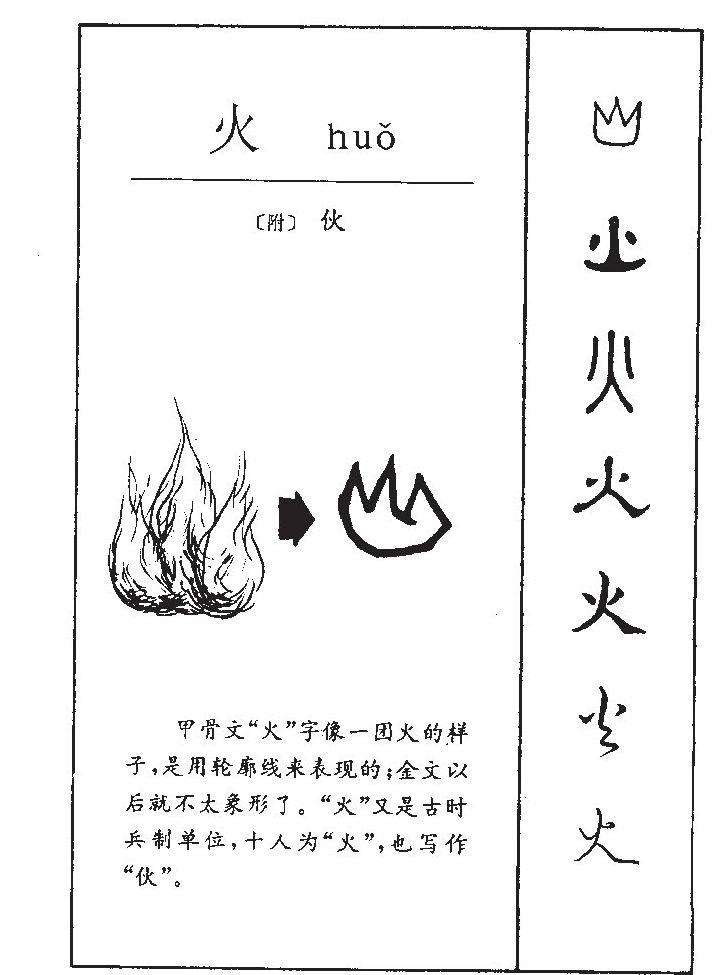 火 huǒ
〔附〕 伙
甲骨文“火”字像一团火的样
子,是用轮廓线来表现的;金文以
后就不太象形了。“火”又是古时
兵制单位,十人为“火”,也写作
“伙”。
火
火
火
火
火
火
火